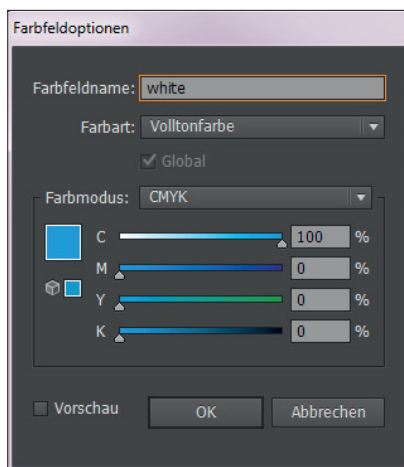 Farbfeldoptionen
Farbfeldname: white
Farbart: Volltonfarbe
Global
Farbmodus: CMYK
C 100 %
M 0 %
Y 0 %
K 0 %
Vorschau OK Abbrechen